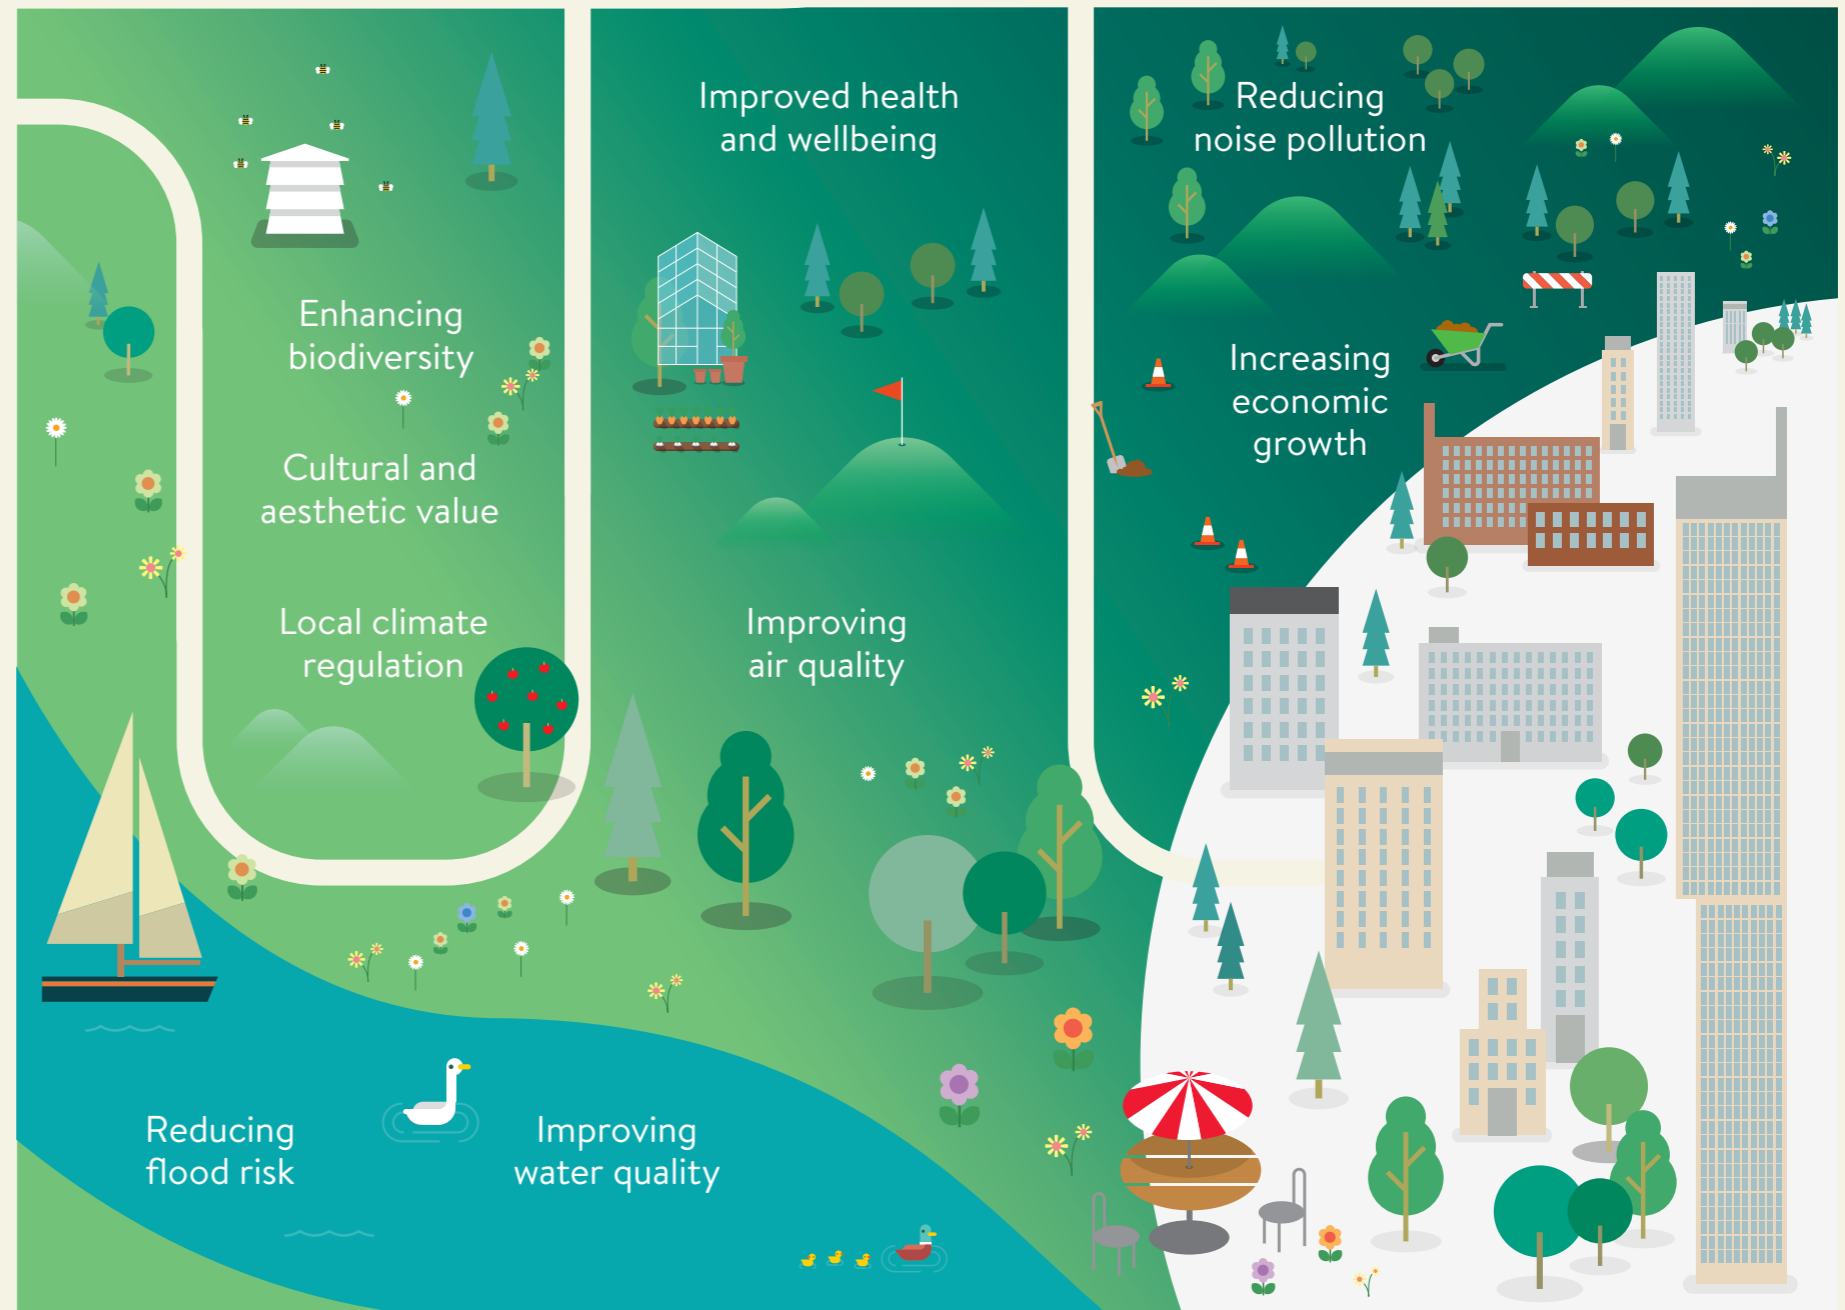 Improved health
and wellbeing
Reducing
noise pollution
Enhancing
biodiversity
Increasing
economic
growth
Cultural and
aesthetic value
Local climate
regulation
Improving
air quality
Reducing
flood risk
Improving
water quality